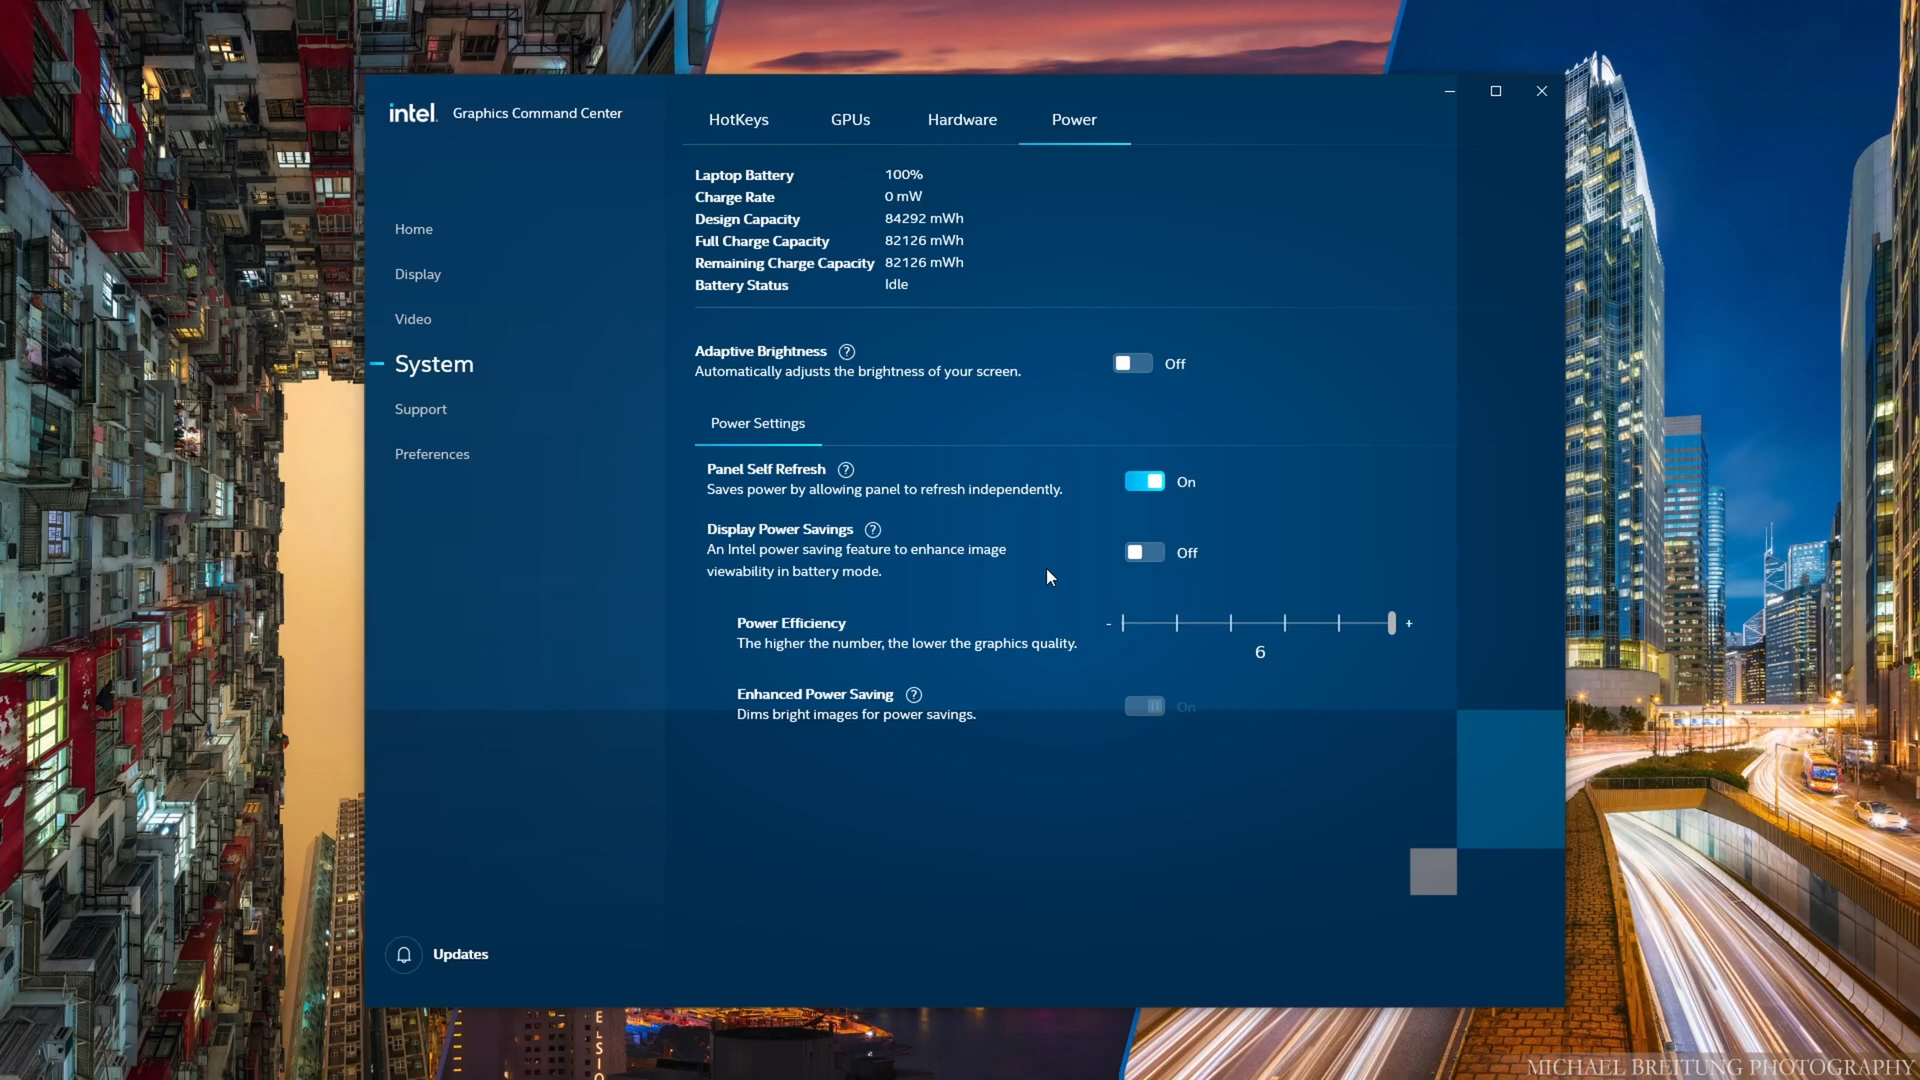 intel. Graphics Command Center
HotKeys GPUs Hardware Power
Home
Display
Video
System
Support
Preferences
Updates
Laptop Battery 100%
Charge Rate 0 mW
Design Capacity 84292 mWh
Full Charge Capacity 82126 mWh
Remaining Charge Capacity 82126 mWh
Battery Status Idle
Adaptive Brightness ?
Automatically adjusts the brightness of your screen.
Off
Power Settings
Panel Self Refresh ?
Saves power by allowing panel to refresh independently.
On
Display Power Savings ?
An Intel power saving feature to enhance image
viewability in battery mode.
Off
Power Efficiency
The higher the number, the lower the graphics quality.
- +
6
Enhanced Power Saving ?
Dims bright images for power savings.
On
MICHAEL BREITUNG PHOTOGRAPHY